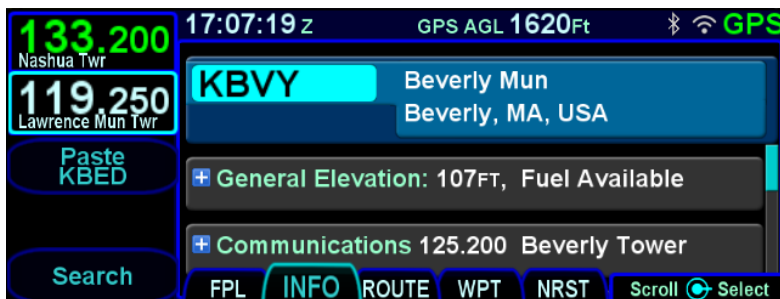 133.200
Nashua Twr
119.250
Lawrence Mun Twr
Paste
KBED
Search
17:07:19 Z GPS AGL 1620Ft GPS
KBVY
Beverly Mun
Beverly, MA, USA
General Elevation: 107FT, Fuel Available
Communications 125.200 Beverly Tower
FPL INFO ROUTE WPT NRST Scroll Select